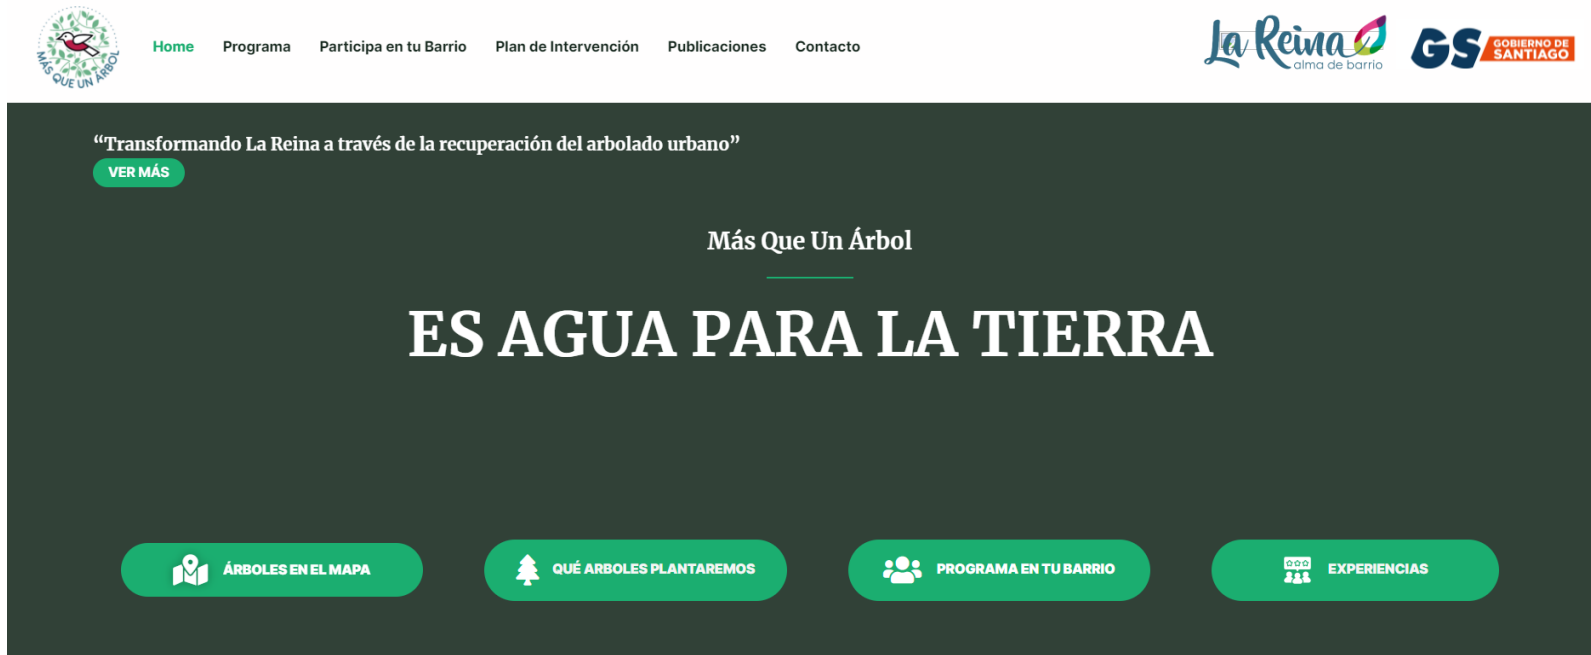 MÁS QUE UN ÁRBOL
Home Programa Participa en tu Barrio Plan de Intervención Publicaciones Contacto
La Reina
alma de barrio
GS GOBIERNO DE
SANTIAGO
“Transformando La Reina a través de la recuperación del arbolado urbano”
VER MÁS
Más Que Un Árbol
ES AGUA PARA LA TIERRA
ÁRBOLES EN EL MAPA
QUÉ ARBOLES PLANTAREMOS
PROGRAMA EN TU BARRIO
EXPERIENCIAS